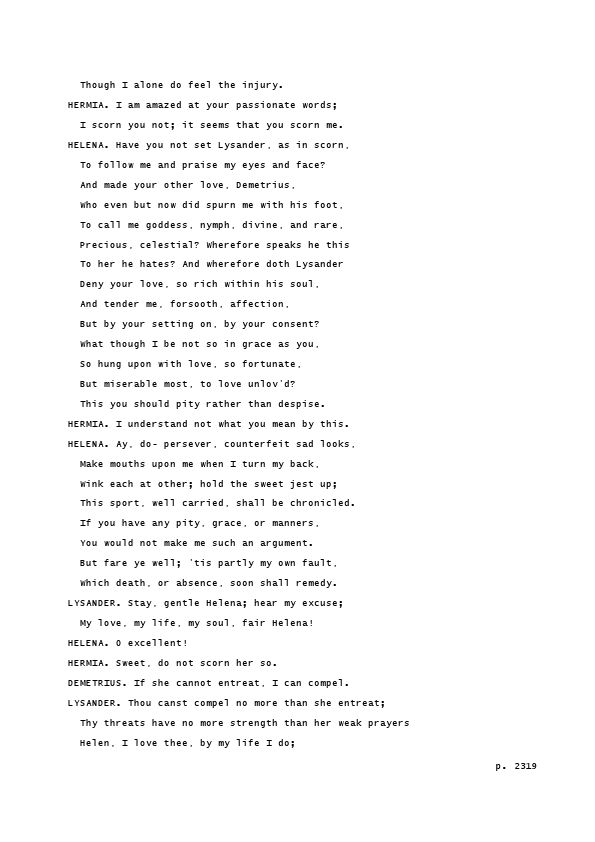 Though I alone do feel the injury.
HERMIA. I am amazed at your passionate words;
I scorn you not; it seems that you scorn me.
HELENA. Have you not set Lysander, as in scorn,
To follow me and praise my eyes and face?
And made your other love, Demetrius,
Who even but now did spurn me with his foot,
To call me goddess, nymph, divine, and rare,
Precious, celestial? Wherefore speaks he this
To her he hates? And wherefore doth Lysander
Deny your love, so rich within his soul,
And tender me, forsooth, affection,
But by your setting on, by your consent?
What though I be not so in grace as you,
So hung upon with love, so fortunate,
But miserable most, to love unlov'd?
This you should pity rather than despise.
HERMIA. I understand not what you mean by this.
HELENA. Ay, do- persever, counterfeit sad looks,
Make mouths upon me when I turn my back,
Wink each at other; hold the sweet jest up;
This sport, well carried, shall be chronicled.
If you have any pity, grace, or manners,
You would not make me such an argument.
But fare ye well; 'tis partly my own fault,
Which death, or absence, soon shall remedy.
LYSANDER. Stay, gentle Helena; hear my excuse;
My love, my life, my soul, fair Helena!
HELENA. O excellent!
HERMIA. Sweet, do not scorn her so.
DEMETRIUS. If she cannot entreat, I can compel.
LYSANDER. Thou canst compel no more than she entreat;
Thy threats have no more strength than her weak prayers
Helen, I love thee, by my life I do;
p. 2319